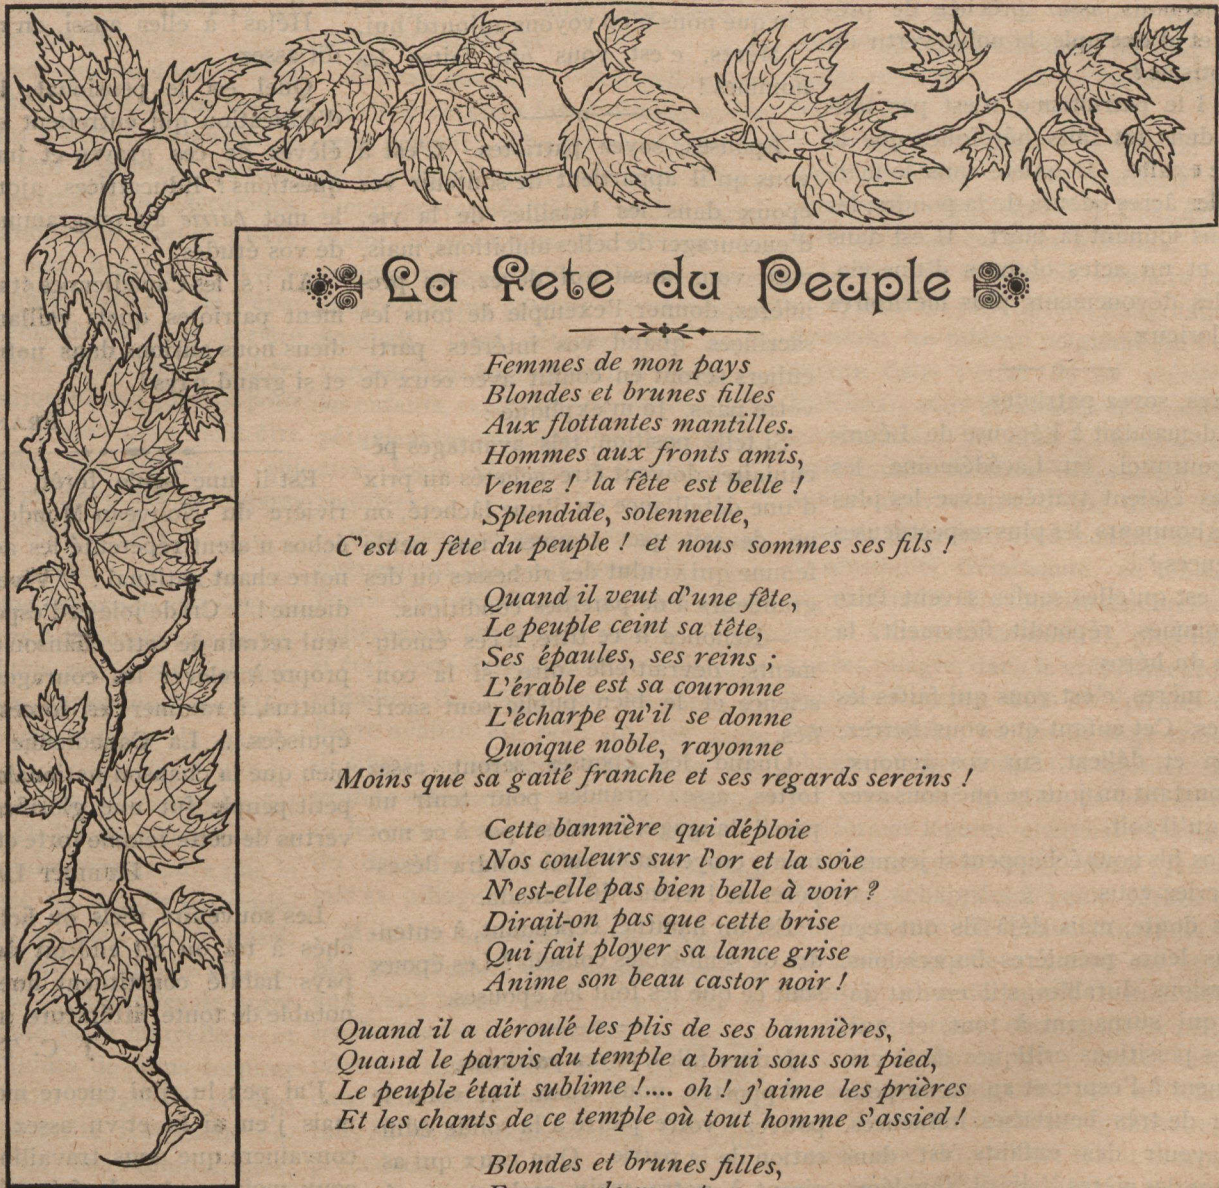 La Fete du Peuple
Femmes de mon pays
Blondes et brunes filles
Aux flottantes mantilles.
Hommes aux fronts amis,
Venez ! la fête est belle !
Splendide, solennelle,
C'est la fête du peuple ! et nous sommes ses fils !
Quand il veut d'une fête,
Le peuple ceint sa tête,
Ses épaules, ses reins ;
L'érable est sa couronne
L'écharpe qu'il se donne
Quoique noble, rayonne
Moins que sa gaité franche et ses regards sereins !
Cette bannière qui déploie
Nos couleurs sur l'or et la soie
N'est-elle pas bien belle à voir ?
Dirait-on pas que cette brise
Qui fait ployer sa lance grise
Anime son beau castor noir !
Quand il a déroulé les plis de ses bannières,
Quand le parvis du temple a brui sous son pied,
Le peuple était sublime !.... oh ! j'aime les prières
Et les chants de ce temple où tout homme s'assied !
Blondes et brunes filles,